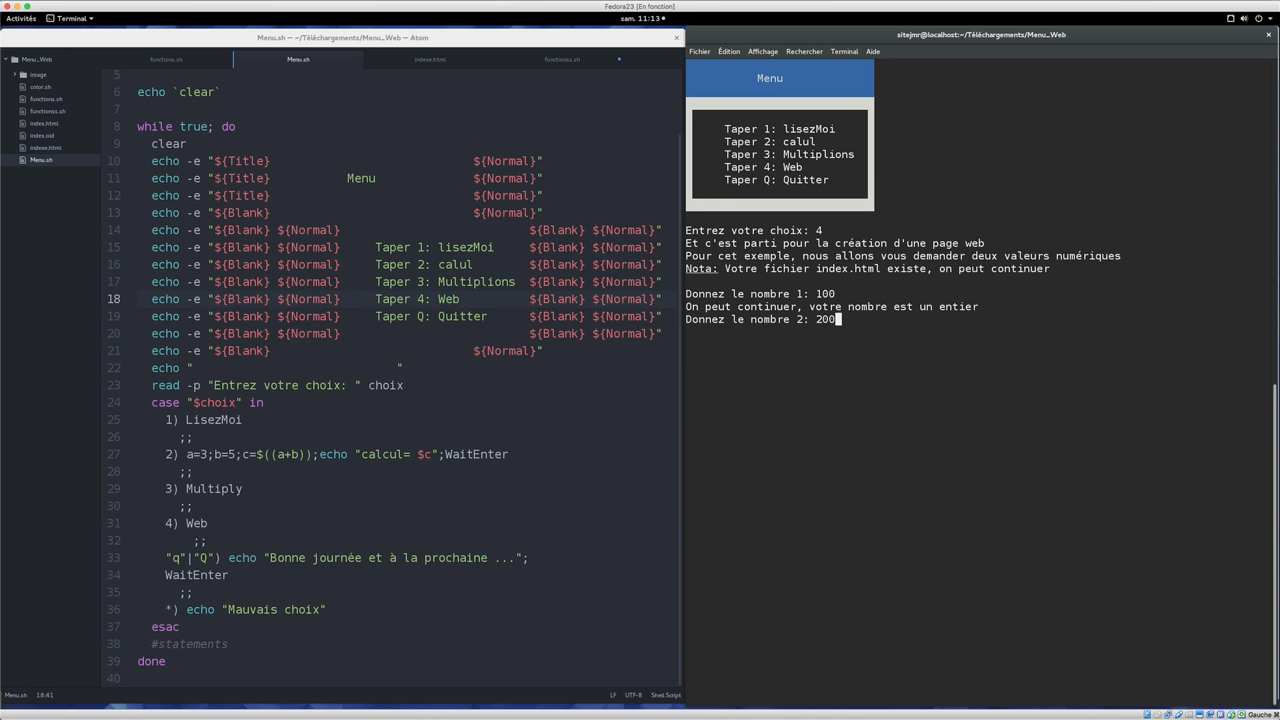 Fedora23 [En fonction]
Activités Terminal sam. 11:13
Menu.sh — ~/Téléchargements/Menu_Web — Atom
Menu_Web
image
color.sh
functions.sh
functionss.sh
index.html
index.old
indexe.html
Menu.sh
functions.sh Menu.sh indexe.html functionss.sh
5
6 echo `clear`
7
8 while true; do
9 clear
10 echo -e "${Title} ${Normal}"
11 echo -e "${Title} Menu ${Normal}"
12 echo -e "${Title} ${Normal}"
13 echo -e "${Blank} ${Normal}"
14 echo -e "${Blank} ${Normal} ${Blank} ${Normal}"
15 echo -e "${Blank} ${Normal} Taper 1: lisezMoi ${Blank} ${Normal}"
16 echo -e "${Blank} ${Normal} Taper 2: calul ${Blank} ${Normal}"
17 echo -e "${Blank} ${Normal} Taper 3: Multiplions ${Blank} ${Normal}"
18 echo -e "${Blank} ${Normal} Taper 4: Web ${Blank} ${Normal}"
19 echo -e "${Blank} ${Normal} Taper Q: Quitter ${Blank} ${Normal}"
20 echo -e "${Blank} ${Normal} ${Blank} ${Normal}"
21 echo -e "${Blank} ${Normal}"
22 echo " "
23 read -p "Entrez votre choix: " choix
24 case "$choix" in
25 1) LisezMoi
26 ;;
27 2) a=3;b=5;c=$((a+b));echo "calcul= $c";WaitEnter
28 ;;
29 3) Multiply
30 ;;
31 4) Web
32 ;;
33 "q"|"Q") echo "Bonne journée et à la prochaine ...";
34 WaitEnter
35 ;;
36 *) echo "Mauvais choix"
37 esac
38 #statements
39 done
40
Menu.sh 18:41 LF UTF-8 Shell Script
sitejmr@localhost:~/Téléchargements/Menu_Web
Fichier Édition Affichage Rechercher Terminal Aide
Menu
Taper 1: lisezMoi
Taper 2: calul
Taper 3: Multiplions
Taper 4: Web
Taper Q: Quitter
Entrez votre choix: 4
Et c'est parti pour la création d'une page web
Pour cet exemple, nous allons vous demander deux valeurs numériques
Nota: Votre fichier index.html existe, on peut continuer
Donnez le nombre 1: 100
On peut continuer, votre nombre est un entier
Donnez le nombre 2: 200
Gauche ⌘